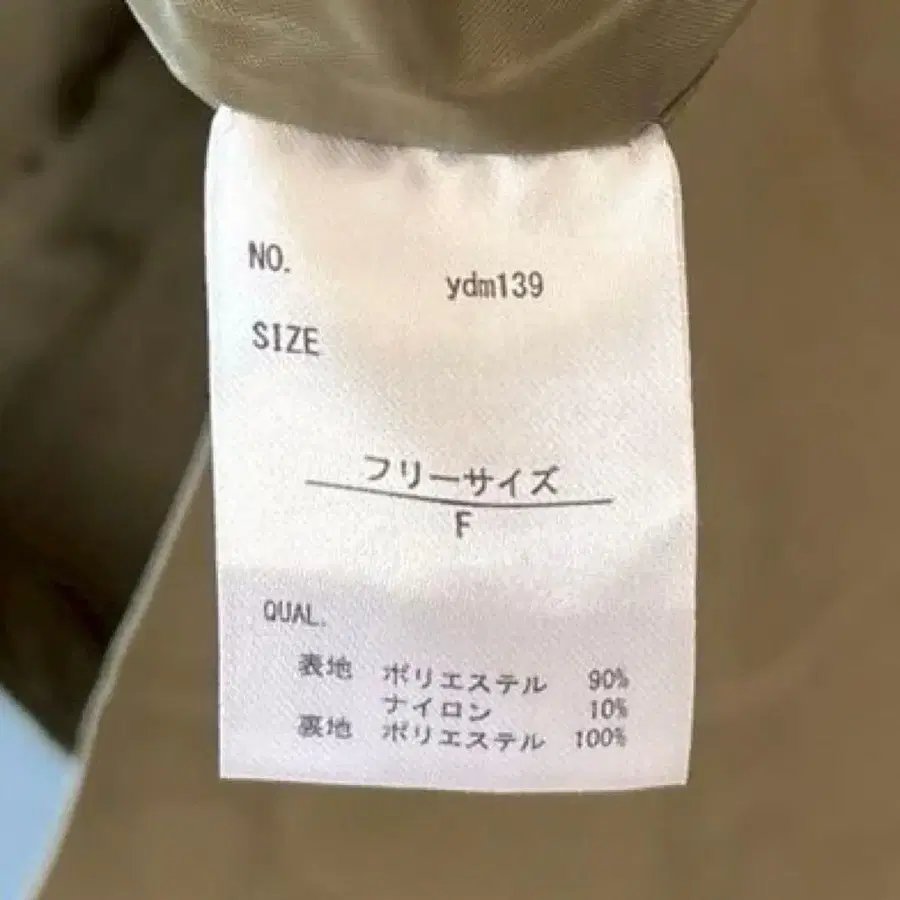 NO.
ydm139
SIZE
フリーサイズ
F
QUAL.
表地 ポリエステル 90%
ナイロン 10%
裏地 ポリエステル 100%